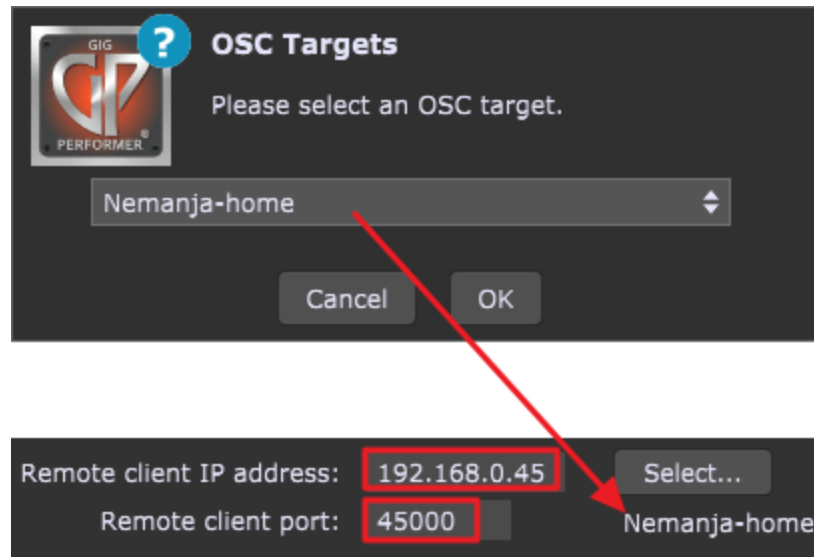 GIG
GP
PERFORMER®
?
OSC Targets
Please select an OSC target.
Nemanja-home
Cancel
OK
Remote client IP address: 192.168.0.45 Select...
Remote client port: 45000 Nemanja-home